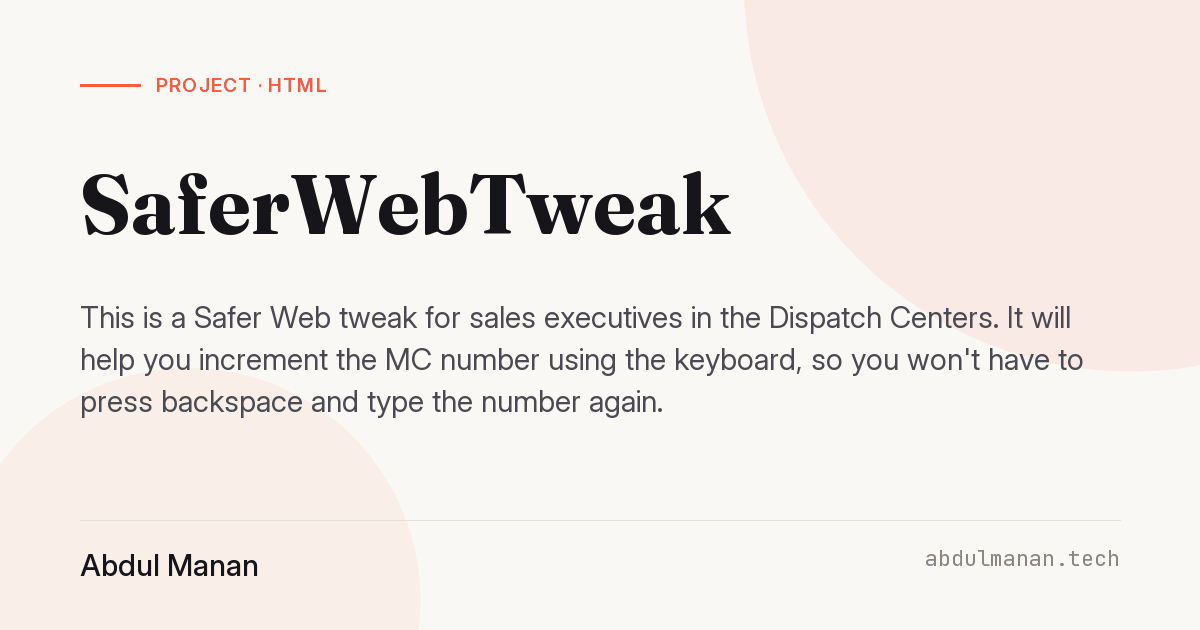 PROJECT · HTML
SaferWebTweak
This is a Safer Web tweak for sales executives in the Dispatch Centers. It will
help you increment the MC number using the keyboard, so you won't have to
press backspace and type the number again.
Abdul Manan
abdulmanan.tech